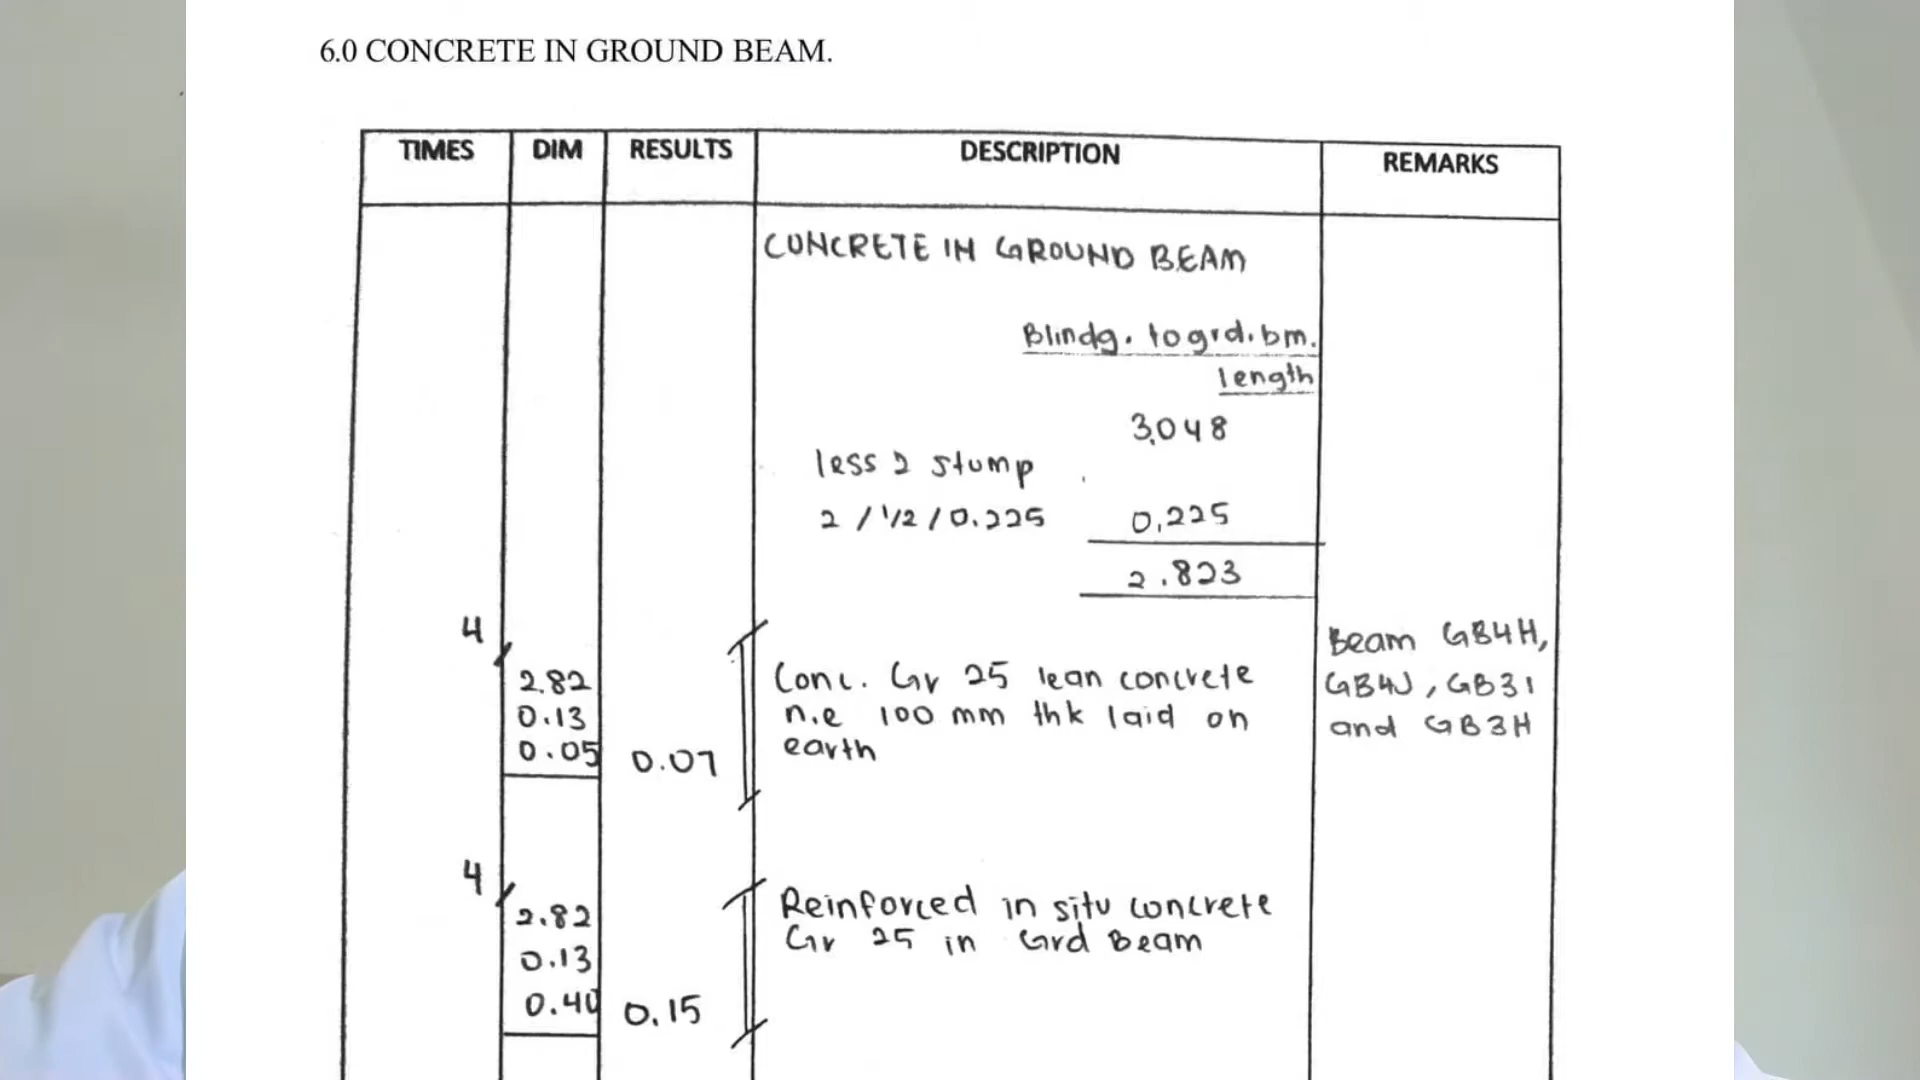 6.0 CONCRETE IN GROUND BEAM.
TIMES DIM RESULTS DESCRIPTION REMARKS
CONCRETE IN GROUND BEAM
Blindg. to grd. bm.
length
3.048
less 2 stump
2 / 1/2 / 0.225 0.225
2.823
4
2.82
0.13
0.05 0.07
Conc. Gr 25 lean concrete
n.e 100 mm thk laid on
earth
Beam GB4H,
GB4J, GB31
and GB3H
4
2.82
0.13
0.40 0.15
Reinforced in situ concrete
Gr 25 in Grd Beam